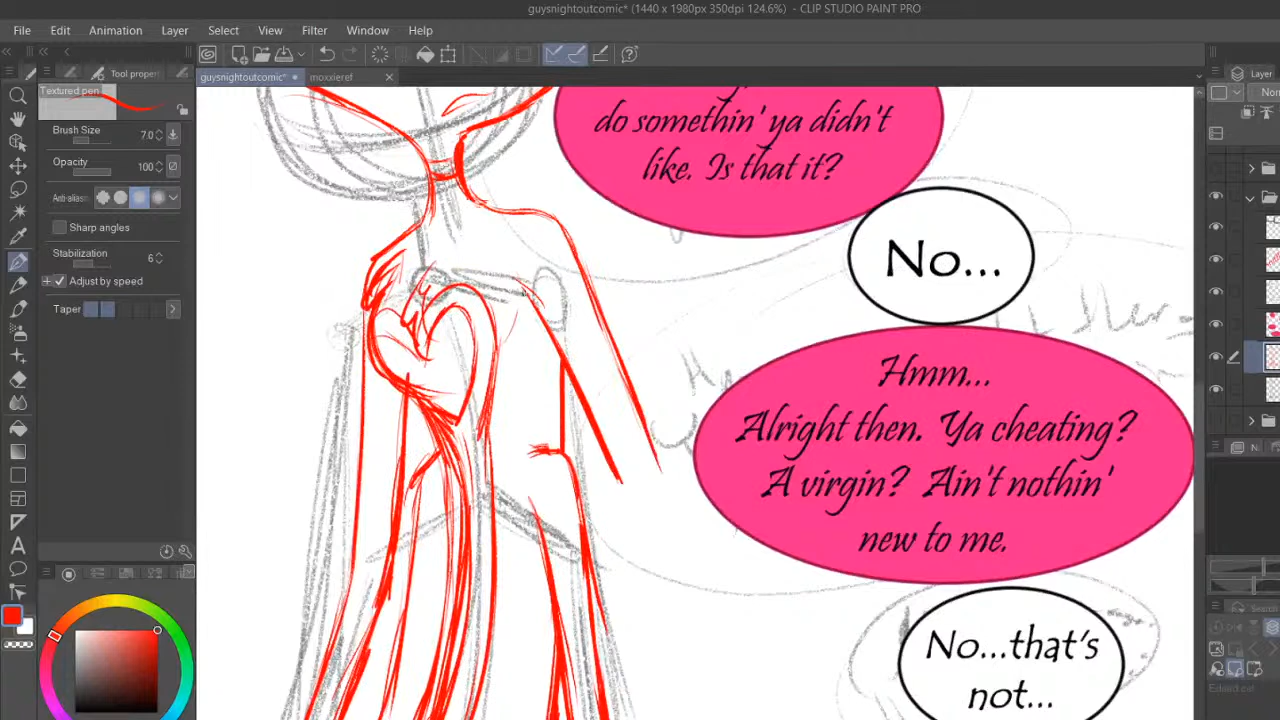 guysnightoutcomic* (1440 x 1980px 350dpi 124.6%) - CLIP STUDIO PAINT PRO
File Edit Animation Layer Select View Filter Window Help
guysnightoutcomic* moxxieref
Tool proper
Layer
Textured pen
Brush Size 7.0
Opacity 100
Anti-alias
Sharp angles
Stabilization 6
Adjust by speed
Taper
do somethin' ya didn't
like. Is that it?
No...
Hmm...
Alright then. Ya cheating?
A virgin? Ain't nothin'
new to me.
No...that's
not...
Search